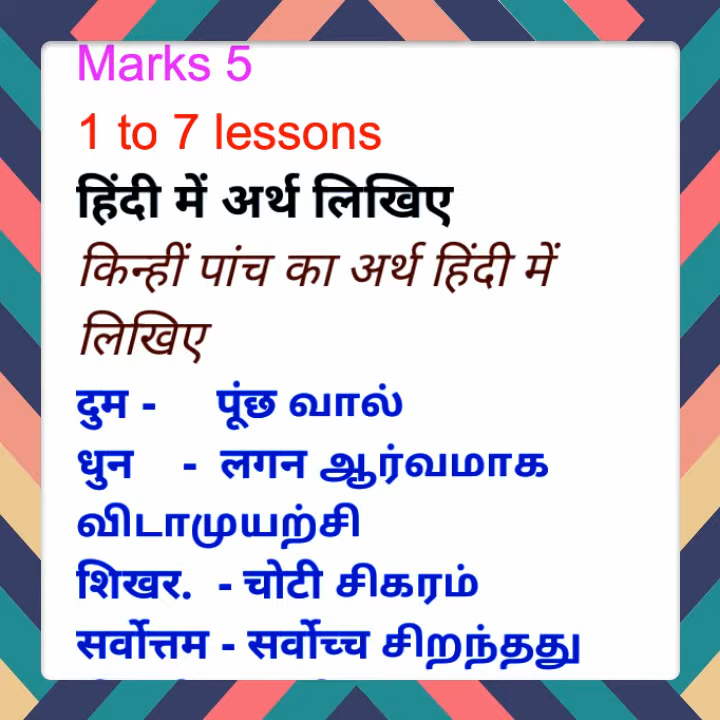 Marks 5
1 to 7 lessons
हिंदी में अर्थ लिखिए
किन्हीं पांच का अर्थ हिंदी में
लिखिए
दुम - पूंछ வால்
धुन - लगन ஆர்வமாக
விடாமுயற்சி
शिखर. - चोटी சிகரம்
सर्वोत्तम - सर्वोच्च சிறந்தது